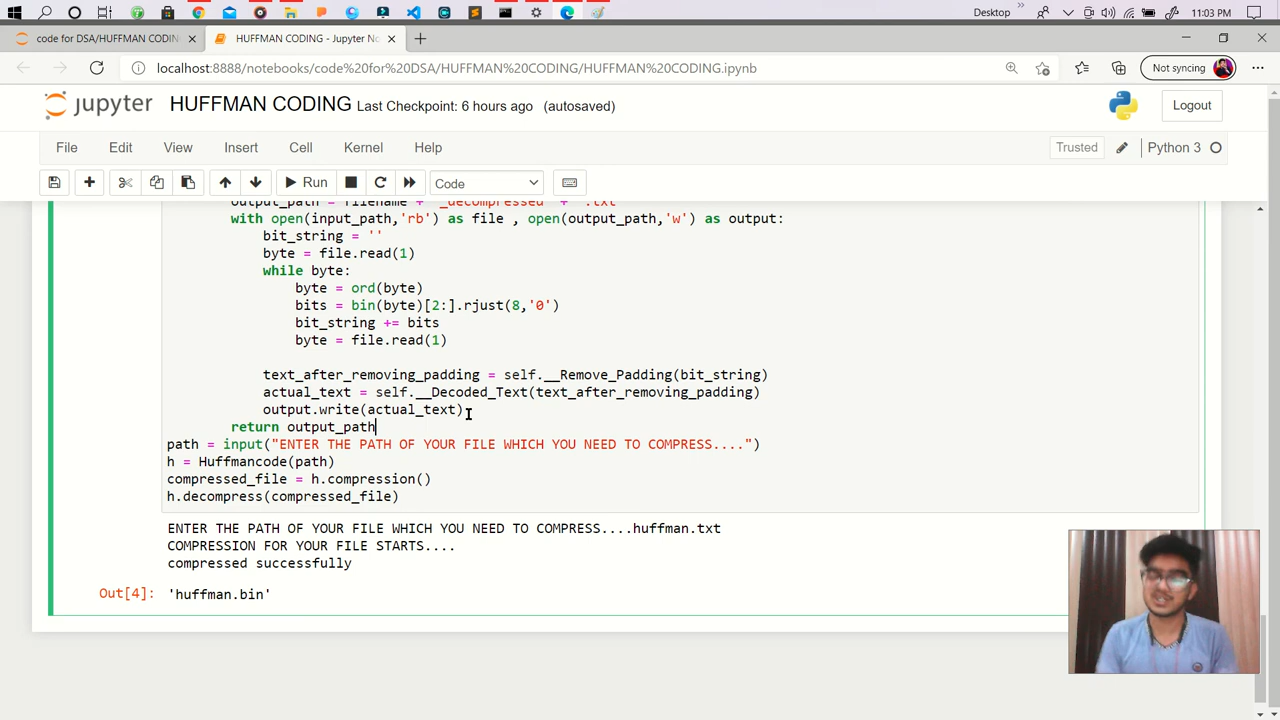 Desktop
11:03 PM
code for DSA/HUFFMAN CODING
HUFFMAN CODING - Jupyter No
localhost:8888/notebooks/code%20for%20DSA/HUFFMAN%20CODING/HUFFMAN%20CODING.ipynb
Not syncing
jupyter HUFFMAN CODING Last Checkpoint: 6 hours ago (autosaved)
Logout
File Edit View Insert Cell Kernel Help
Trusted Python 3
Run Code
output_path = filename + "_decompressed" + ".txt"
with open(input_path,'rb') as file , open(output_path,'w') as output:
bit_string = ''
byte = file.read(1)
while byte:
byte = ord(byte)
bits = bin(byte)[2:].rjust(8,'0')
bit_string += bits
byte = file.read(1)
text_after_removing_padding = self.__Remove_Padding(bit_string)
actual_text = self.__Decoded_Text(text_after_removing_padding)
output.write(actual_text)
return output_path
path = input("ENTER THE PATH OF YOUR FILE WHICH YOU NEED TO COMPRESS....")
h = Huffmancode(path)
compressed_file = h.compression()
h.decompress(compressed_file)
ENTER THE PATH OF YOUR FILE WHICH YOU NEED TO COMPRESS....huffman.txt
COMPRESSION FOR YOUR FILE STARTS....
compressed successfully
Out[4]: 'huffman.bin'